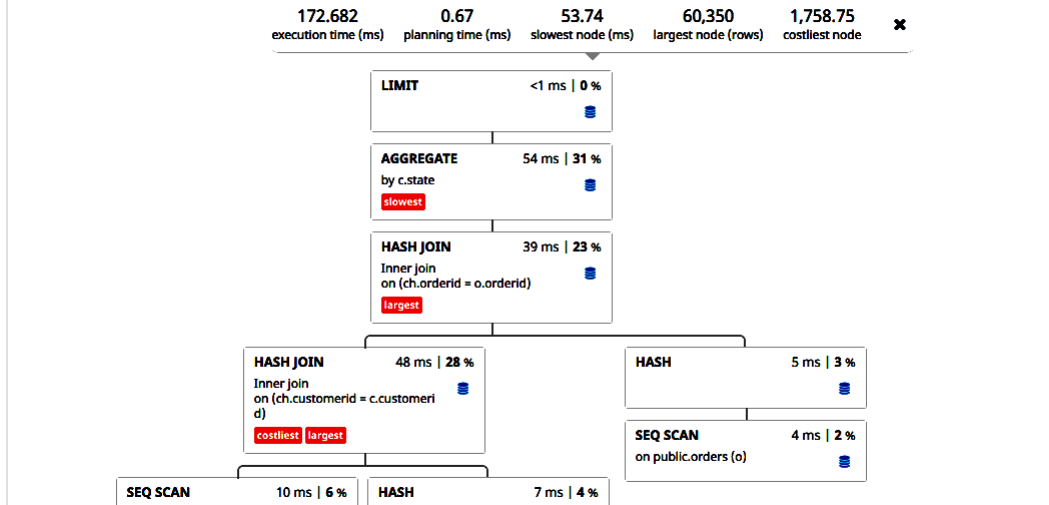 172.682 0.67 53.74 60,350 1,758.75
execution time (ms) planning time (ms) slowest node (ms) largest node (rows) costliest node
LIMIT <1 ms | 0 %
AGGREGATE 54 ms | 31 %
by c.state
slowest
HASH JOIN 39 ms | 23 %
Inner join
on (ch.orderid = o.orderid)
largest
HASH JOIN 48 ms | 28 %
Inner join
on (ch.customerid = c.customeri
d)
costliest largest
HASH 5 ms | 3 %
SEQ SCAN 4 ms | 2 %
on public.orders (o)
SEQ SCAN 10 ms | 6 %
HASH 7 ms | 4 %